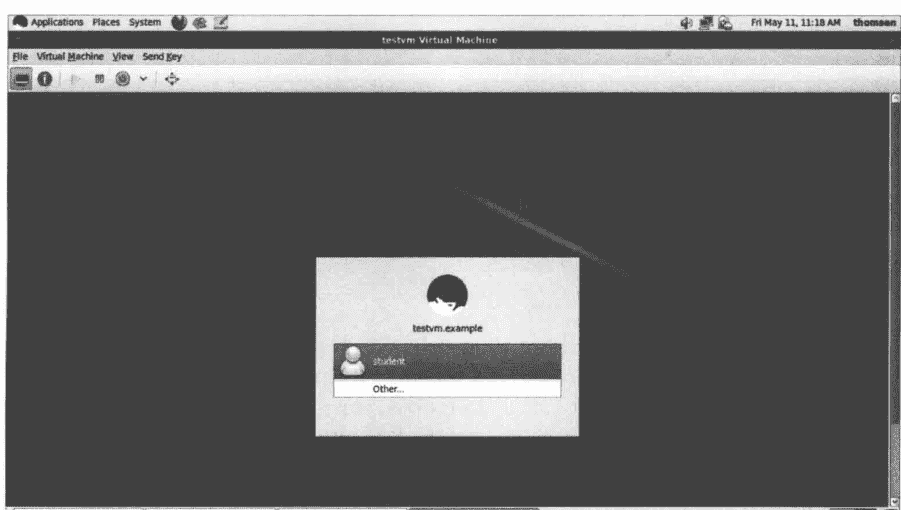 Applications Places System Fri May 11, 11:18 AM thomsen
testvm Virtual Machine
File Virtual Machine View Send Key
testvm.example
student
Other...